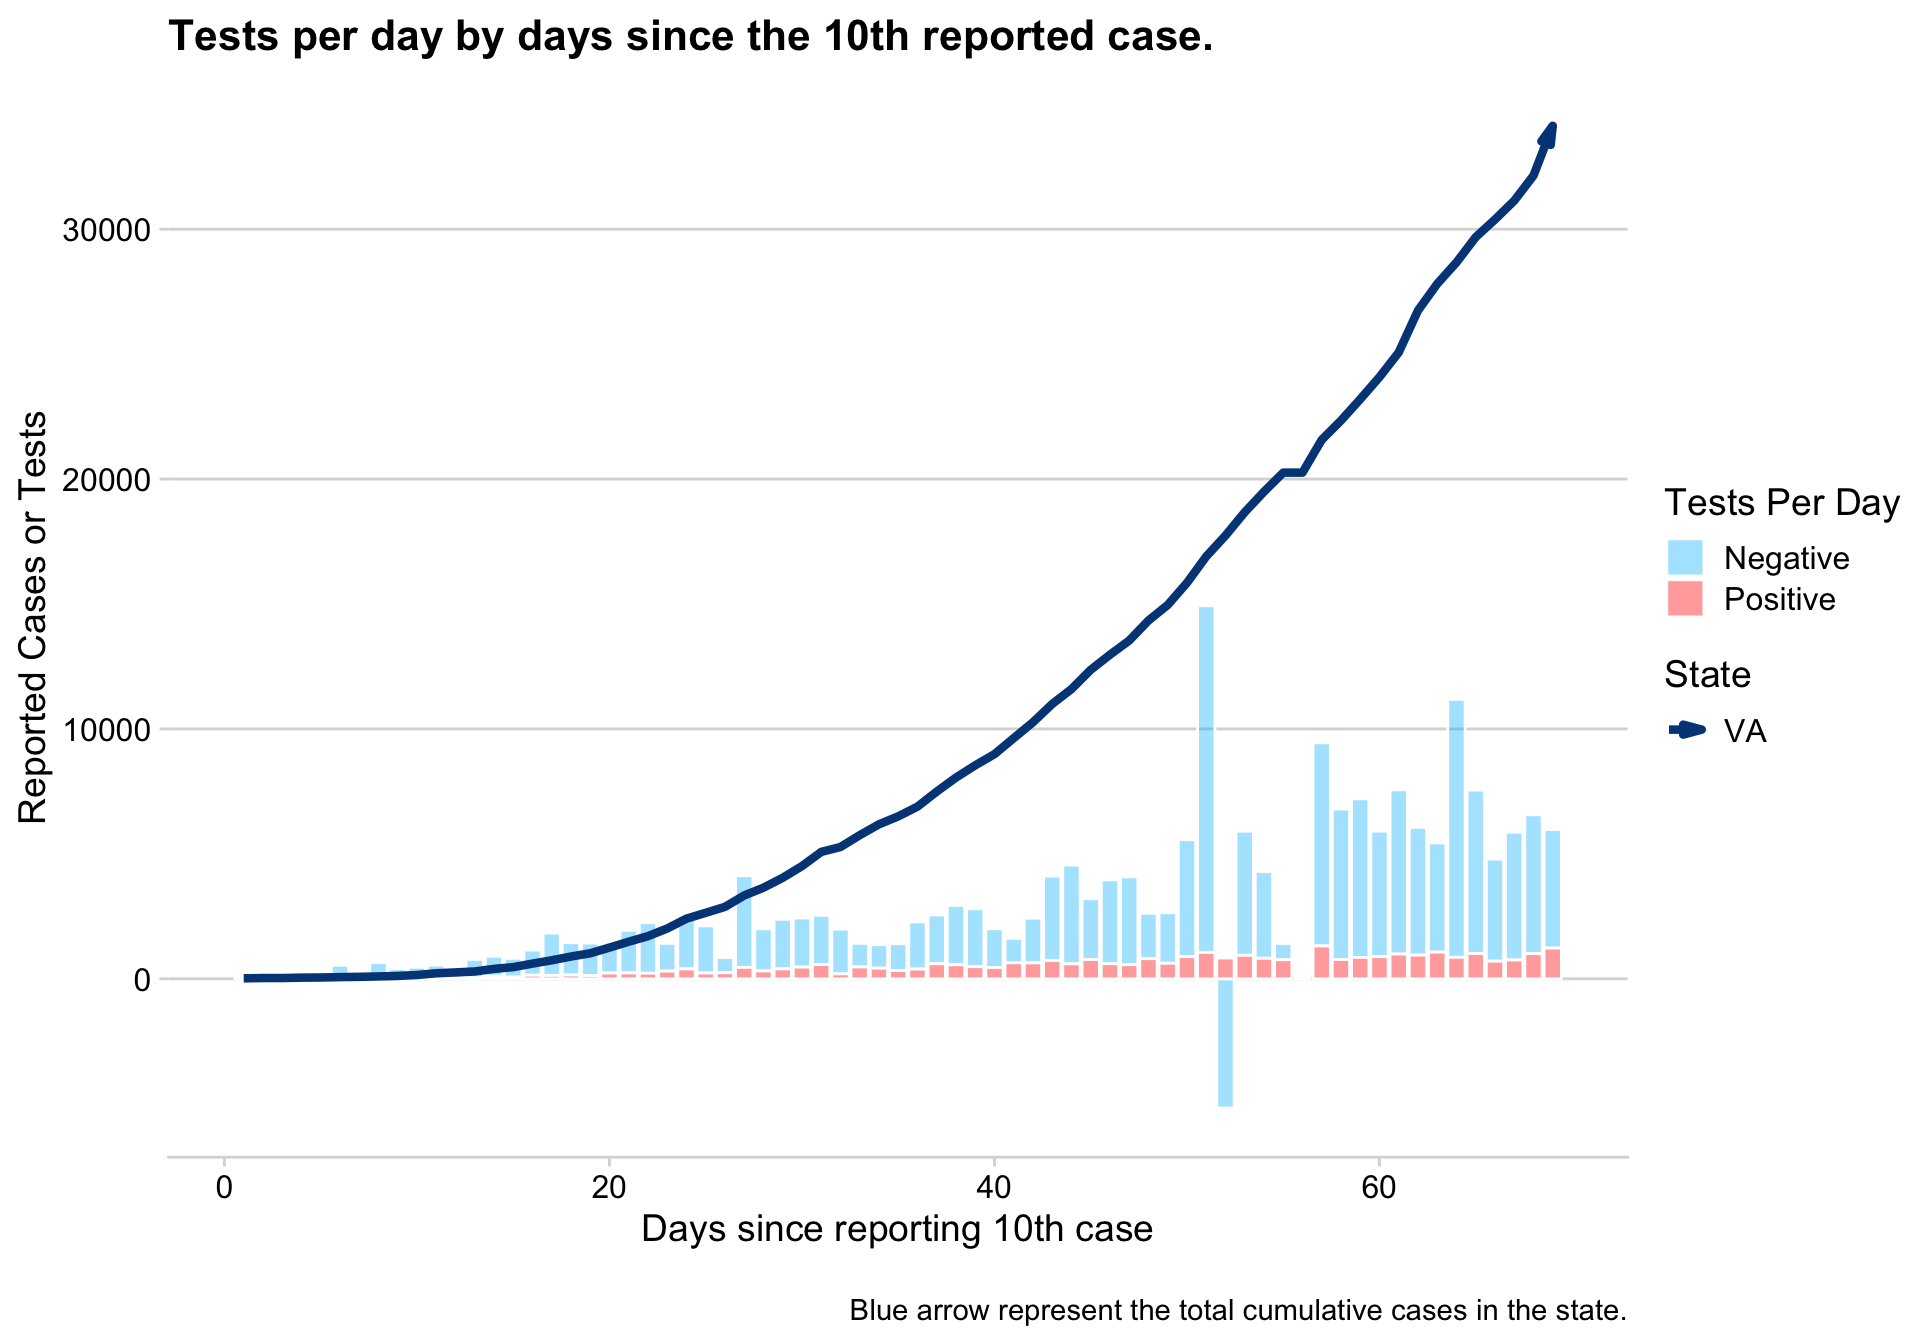 Tests per day by days since the 10th reported case.
30000
20000
10000
0
Reported Cases or Tests
0
20
40
60
Days since reporting 10th case
Tests Per Day
Negative
Positive
State
VA
Blue arrow represent the total cumulative cases in the state.